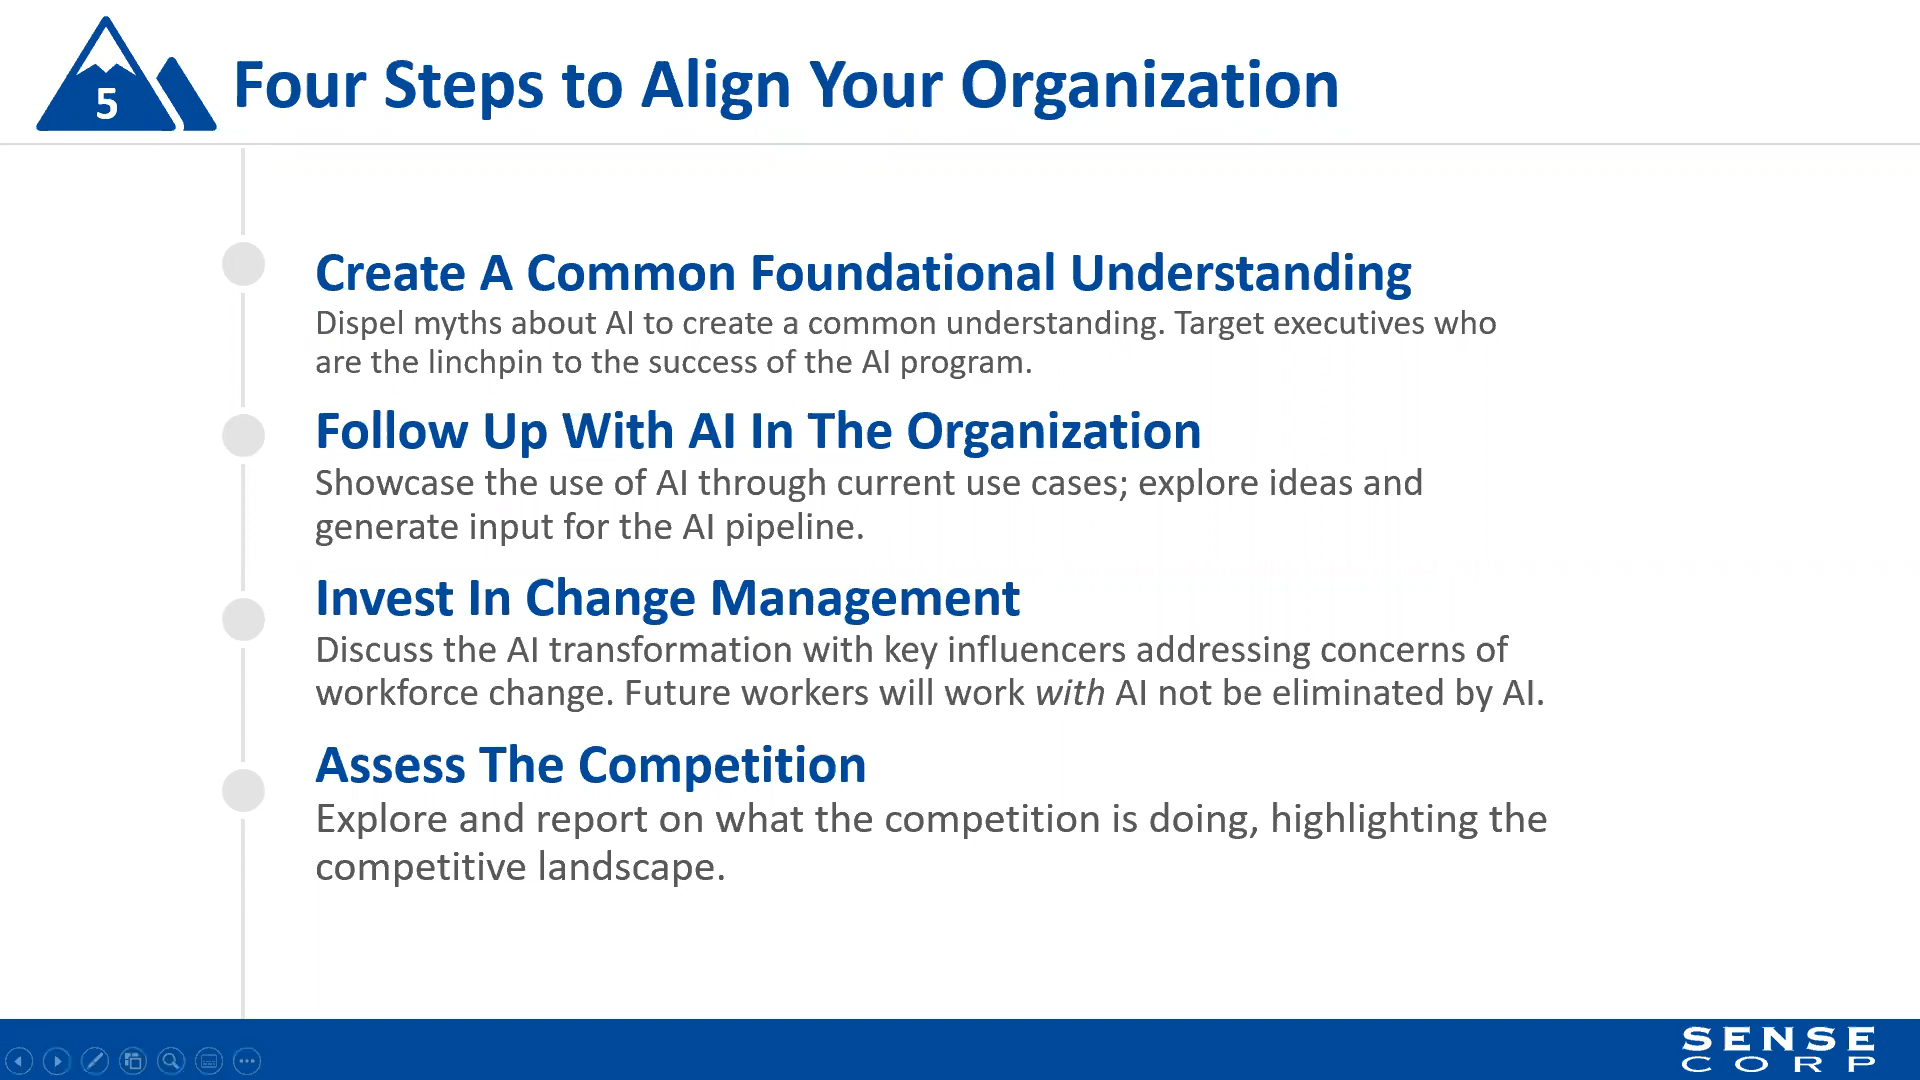 5
Four Steps to Align Your Organization
Create A Common Foundational Understanding
Dispel myths about AI to create a common understanding. Target executives who
are the linchpin to the success of the AI program.
Follow Up With AI In The Organization
Showcase the use of AI through current use cases; explore ideas and
generate input for the AI pipeline.
Invest In Change Management
Discuss the AI transformation with key influencers addressing concerns of
workforce change. Future workers will work with AI not be eliminated by AI.
Assess The Competition
Explore and report on what the competition is doing, highlighting the
competitive landscape.
SENSE
CORP